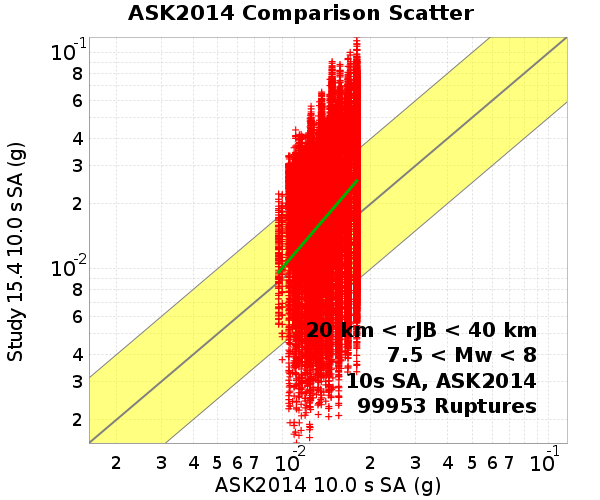 ASK2014 Comparison Scatter
Study 15.4 10.0 s SA (g)
10-1
8
6
4
3
2
10-2
8
6
4
3
2
20 km < rJB < 40 km
7.5 < Mw < 8
10s SA, ASK2014
99953 Ruptures
2 3 4 5 6 7 10-2 2 3 4 5 6 7 10-1
ASK2014 10.0 s SA (g)